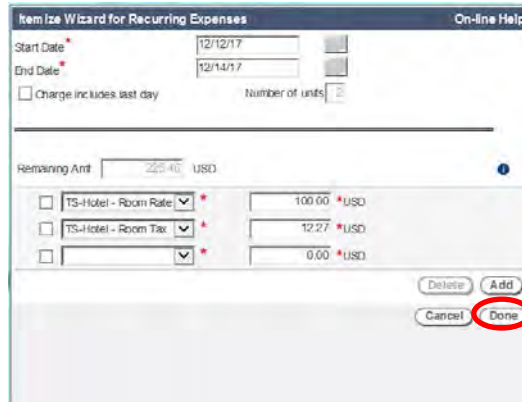 Itemize Wizard for Recurring Expenses On-line Help
Start Date * 12/12/17
End Date * 12/14/17
Charge includes last day Number of units 2
Remaining Amt 225.46 USD
TS-Hotel - Room Rate * 100.00 *USD
TS-Hotel - Room Tax * 12.27 *USD
* 0.00 *USD
Delete Add
Cancel Done